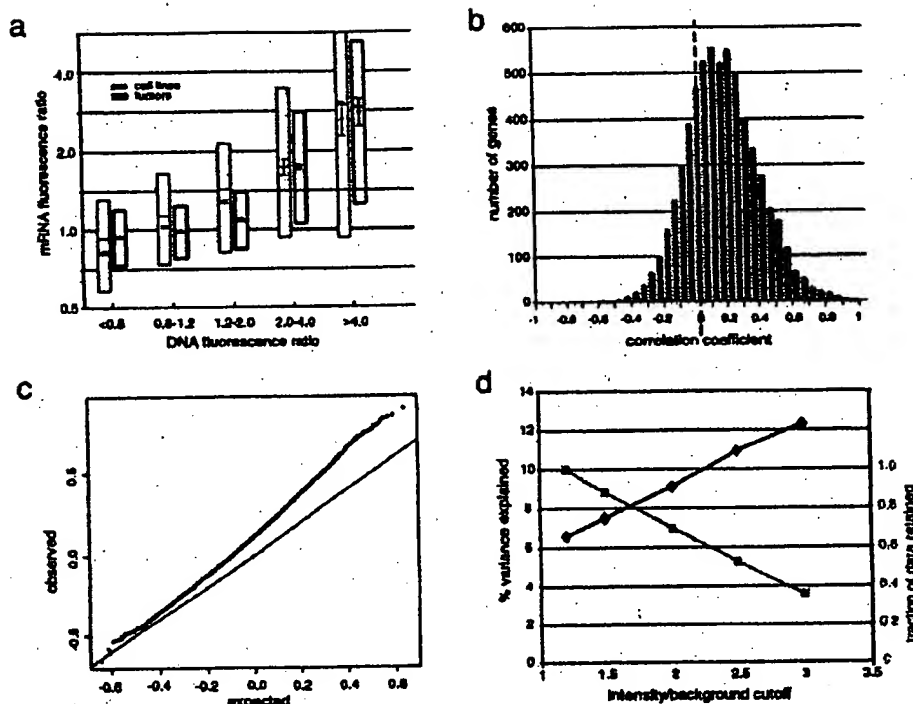 a
mRNA fluorescence ratio
4.0
2.0
1.0
0.5
cell lines
tumors
<0.8
0.8-1.2
1.2-2.0
2.0-4.0
>4.0
DNA fluorescence ratio
b
number of genes
600
500
400
300
200
100
0
-1 -0.8 -0.6 -0.4 -0.2 0 0.2 0.4 0.6 0.8 1
correlation coefficient
c
observed
0.0
-0.6 -0.4 -0.2 0.0 0.2 0.4
expected
d
% variance explained
14
12
10
8
6
4
2
0
1 1.5 2 2.5 3 3.5
intensity/background cutoff
1.0
0.8
0.6
0.4
0.2
fraction of data retained